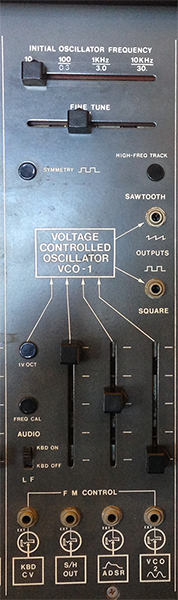 INITIAL OSCILLATOR FREQUENCY
10 100 1KHz 10KHz
0.3 3.0 30.
FINE TUNE
HIGH-FREQ TRACK
SYMMETRY
SAWTOOTH
VOLTAGE
CONTROLLED
OSCILLATOR
VCO-1
OUTPUTS
SQUARE
1V OCT
FREQ CAL
AUDIO
KBD ON
KBD OFF
L F
F M CONTROL
KBD
CV
S/H
OUT
ADSR
VCO
2